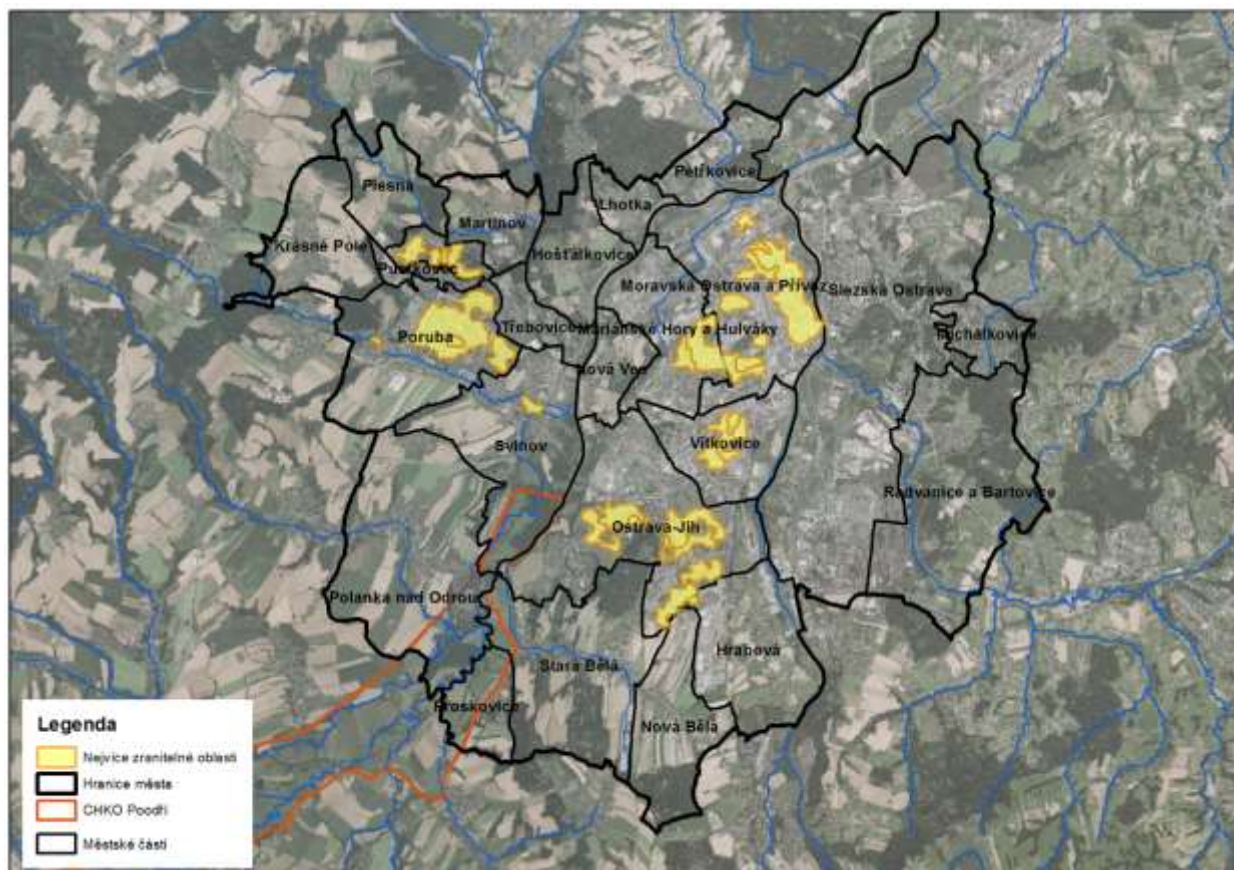 Petřkovice
Plesná
Lhotka
Martinov
Krásné Pole
Hošťálkovice
Pustkovec
Moravská Ostrava a Přívoz
Slezská Ostrava
Poruba
Třebovice
Mariánské Hory a Hulváky
Michálkovice
Nová Ves
Svinov
Vítkovice
Radvanice a Bartovice
Ostrava-Jih
Polanka nad Odrou
Stará Bělá
Hrabová
Proskovice
Nová Bělá
Legenda
Nejvíce zranitelné oblasti
Hranice města
CHKO Poodří
Městské části